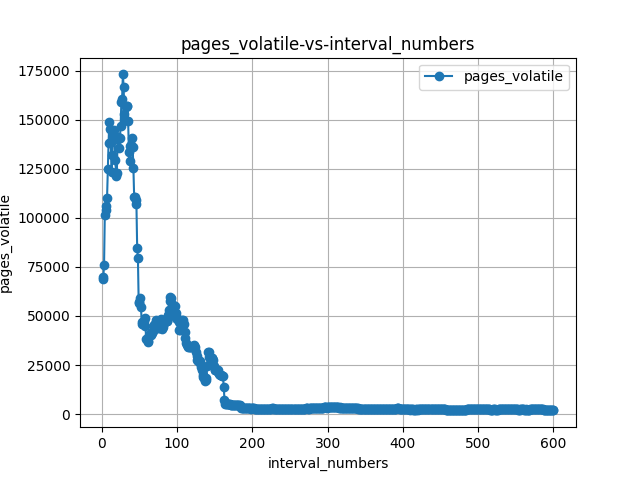 pages_volatile-vs-interval_numbers
pages_volatile
175000
150000
125000
100000
75000
50000
25000
0
pages_volatile
0 100 200 300 400 500 600
interval_numbers